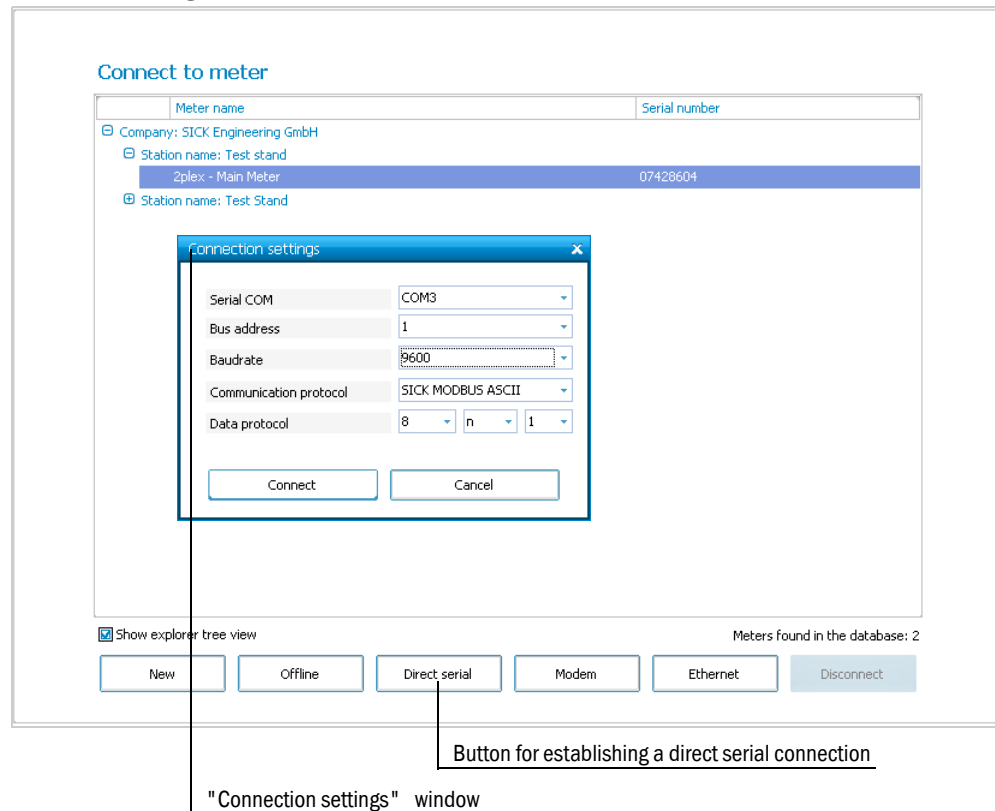 Connect to meter
Meter name Serial number
Company: SICK Engineering GmbH
Station name: Test stand
2plex - Main Meter 07428604
Station name: Test Stand
Connection settings
Serial COM COM3
Bus address 1
Baudrate 9600
Communication protocol SICK MODBUS ASCII
Data protocol 8 n 1
Connect Cancel
Show explorer tree view Meters found in the database: 2
New Offline Direct serial Modem Ethernet Disconnect
Button for establishing a direct serial connection
"Connection settings" window